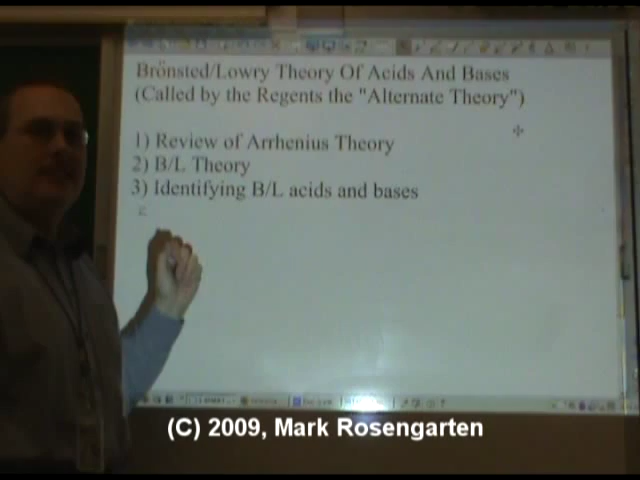 Brönsted/Lowry Theory Of Acids And Bases
(Called by the Regents the "Alternate Theory")
1) Review of Arrhenius Theory
2) B/L Theory
3) Identifying B/L acids and bases
(C) 2009, Mark Rosengarten